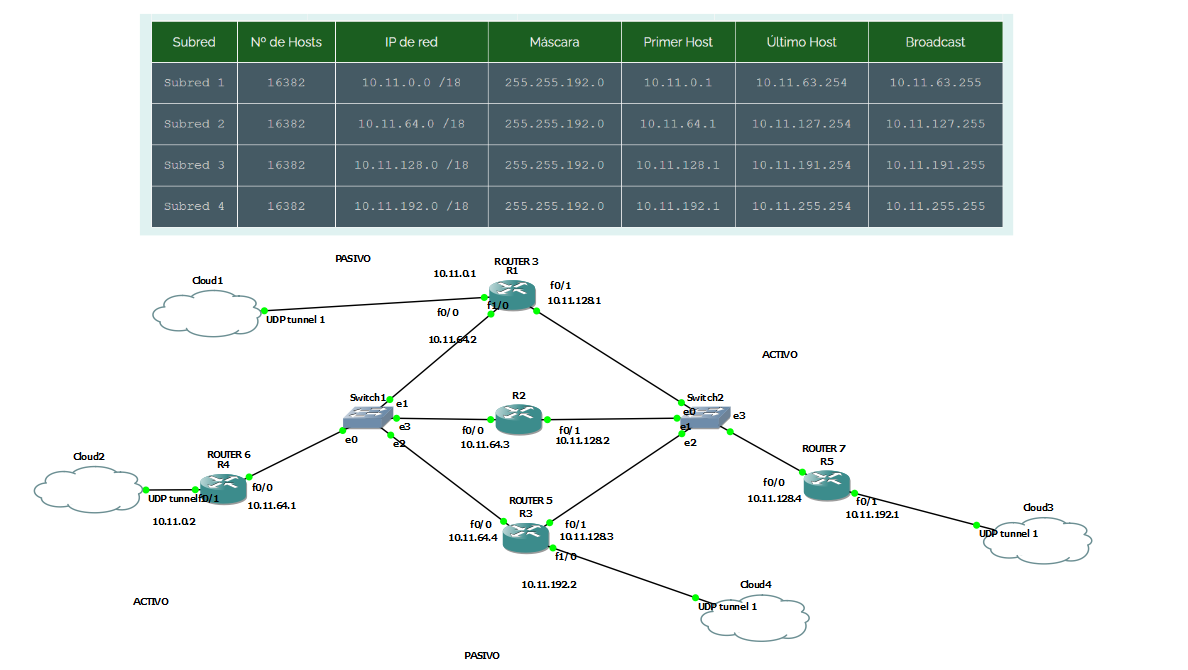 Subred Nº de Hosts IP de red Máscara Primer Host Último Host Broadcast
Subred 1 16382 10.11.0.0 /18 255.255.192.0 10.11.0.1 10.11.63.254 10.11.63.255
Subred 2 16382 10.11.64.0 /18 255.255.192.0 10.11.64.1 10.11.127.254 10.11.127.255
Subred 3 16382 10.11.128.0 /18 255.255.192.0 10.11.128.1 10.11.191.254 10.11.191.255
Subred 4 16382 10.11.192.0 /18 255.255.192.0 10.11.192.1 10.11.255.254 10.11.255.255
PASIVO
ROUTER 3
R1
10.11.0.1
Cloud1
f0/1
10.11.128.1
f1/0
f0/0
UDP tunnel 1
10.11.64.2
ACTIVO
Switch1
e1
e3
e0
e2
R2
f0/0
10.11.64.3
f0/1
10.11.128.2
Switch2
e0
e3
e1
e2
Cloud2
ROUTER 6
R4
UDP tunnel
f0/1
f0/0
10.11.64.1
10.11.0.2
ROUTER 7
R5
f0/0
10.11.128.4
f0/1
10.11.192.1
ROUTER 5
R3
f0/0
10.11.64.4
f0/1
10.11.128.3
f1/0
10.11.192.2
Cloud3
UDP tunnel 1
Cloud4
UDP tunnel 1
ACTIVO
PASIVO